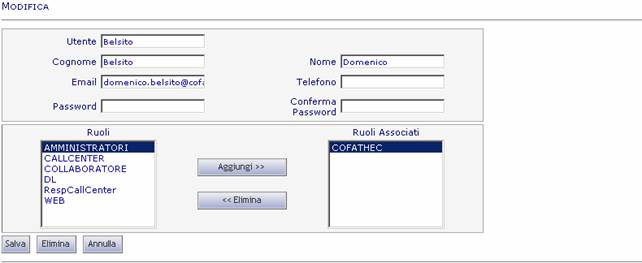 MODIFICA
Utente Belsito
Cognome Belsito Nome Domenico
Email domenico.belsito@cofa Telefono
Password Conferma Password
Ruoli Ruoli Associati
AMMINISTRATORI COFATHEC
CALLCENTER
COLLABORATORE
DL
RespCallCenter
WEB
Aggiungi >>
<< Elimina
Salva Elimina Annulla